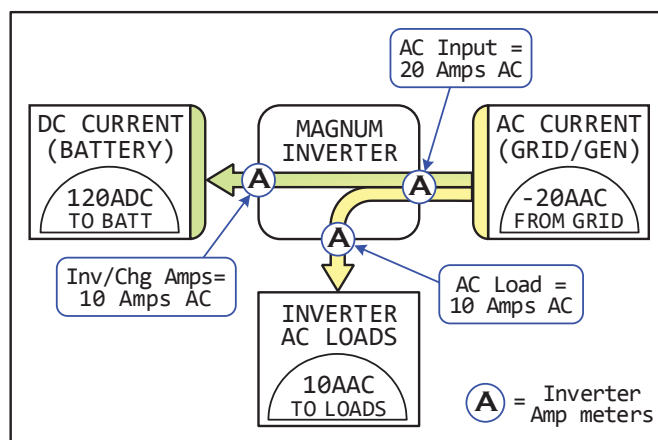 AC Input =
20 Amps AC
DC CURRENT
(BATTERY)
120ADC
TO BATT
MAGNUM
INVERTER
AC CURRENT
(GRID/GEN)
-20AAC
FROM GRID
A
A
A
Inv/Chg Amps=
10 Amps AC
AC Load =
10 Amps AC
INVERTER
AC LOADS
10AAC
TO LOADS
A = Inverter
Amp meters